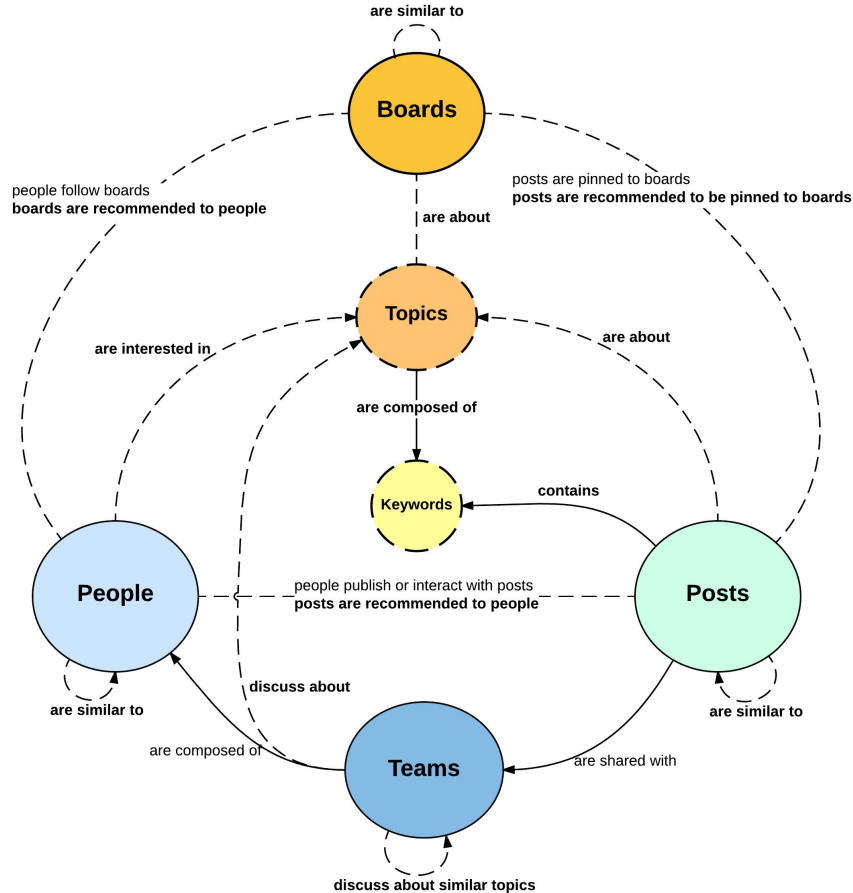 are similar to
Boards
people follow boards
boards are recommended to people
posts are pinned to boards
posts are recommended to be pinned to boards
are about
Topics
are interested in
are about
are composed of
Keywords
contains
People
people publish or interact with posts
posts are recommended to people
Posts
are similar to
discuss about
are similar to
are composed of
Teams
are shared with
discuss about similar topics